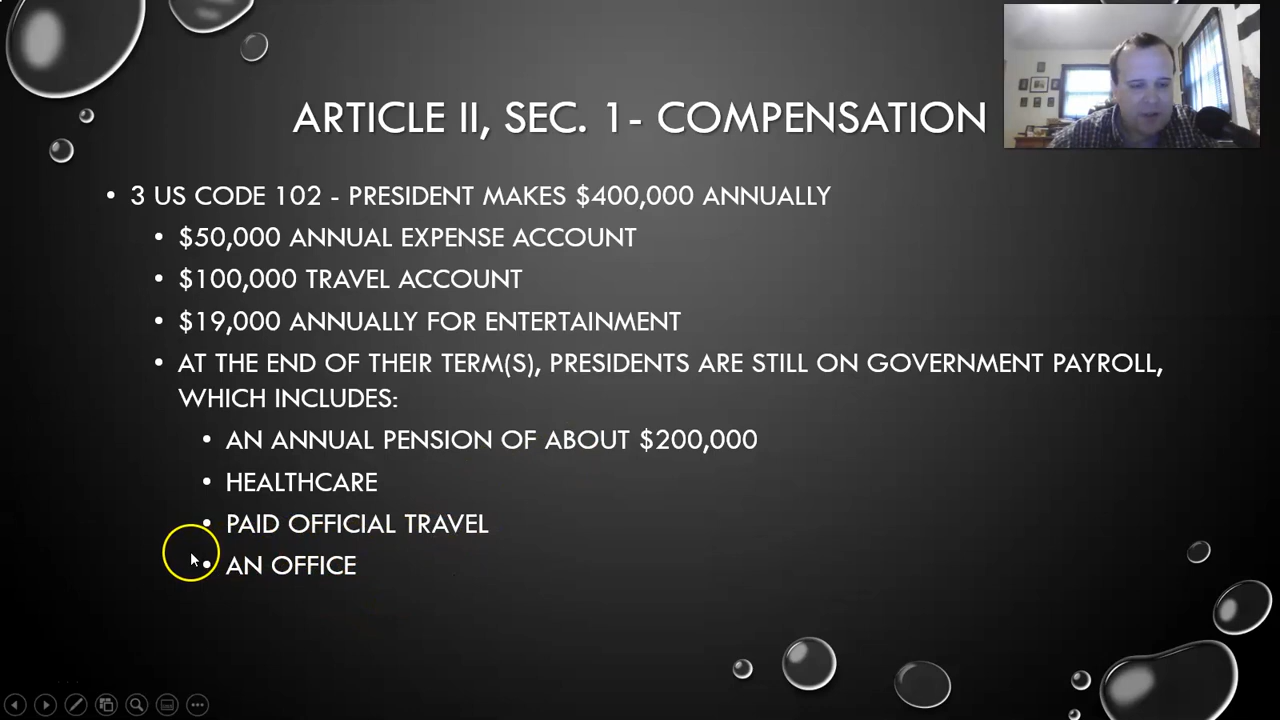 ARTICLE II, SEC. 1- COMPENSATION
• 3 US CODE 102 - PRESIDENT MAKES $400,000 ANNUALLY
• $50,000 ANNUAL EXPENSE ACCOUNT
• $100,000 TRAVEL ACCOUNT
• $19,000 ANNUALLY FOR ENTERTAINMENT
• AT THE END OF THEIR TERM(S), PRESIDENTS ARE STILL ON GOVERNMENT PAYROLL,
WHICH INCLUDES:
• AN ANNUAL PENSION OF ABOUT $200,000
• HEALTHCARE
• PAID OFFICIAL TRAVEL
• AN OFFICE